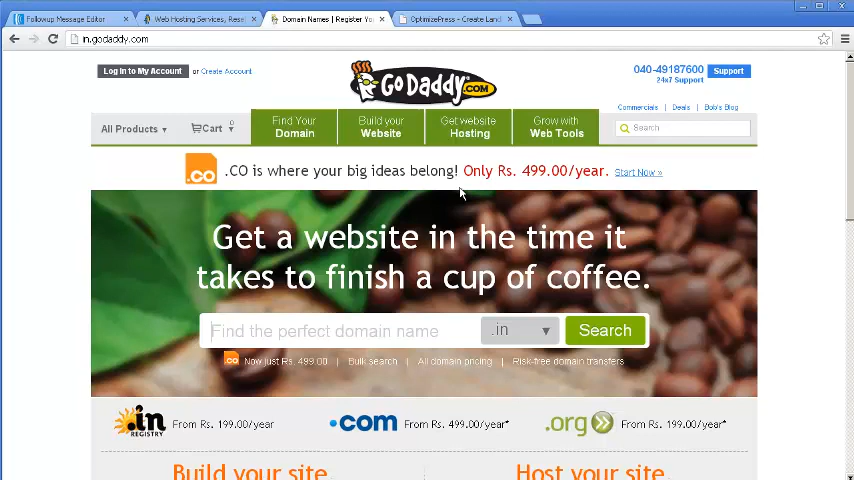 Followup Message Editor
Web Hosting Services, Rese
Domain Names | Register Yo
OptimizePress - Create Land
in.godaddy.com
Log In to My Account or Create Account
GoDaddy.COM
040-49187600 Support
24/7 Support
Commercials | Deals | Bob's Blog
All Products
Cart 0
Find Your Domain
Build your Website
Get website Hosting
Grow with Web Tools
Search
.co .CO is where your big ideas belong! Only Rs. 499.00/year. Start Now »
Get a website in the time it
takes to finish a cup of coffee.
Find the perfect domain name .in Search
.co Now just Rs. 499.00 | Bulk search | All domain pricing | Risk-free domain transfers
.in REGISTRY From Rs. 199.00/year
.com From Rs. 499.00/year*
.org From Rs. 199.00/year*
Build your site.
Host your site.